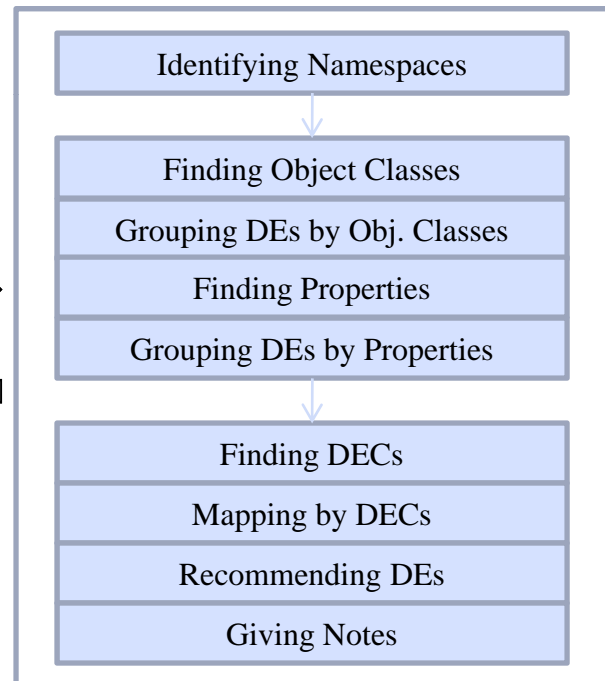 Identifying Namespaces
Finding Object Classes
Grouping DEs by Obj. Classes
Finding Properties
Grouping DEs by Properties
Finding DECs
Mapping by DECs
Recommending DEs
Giving Notes